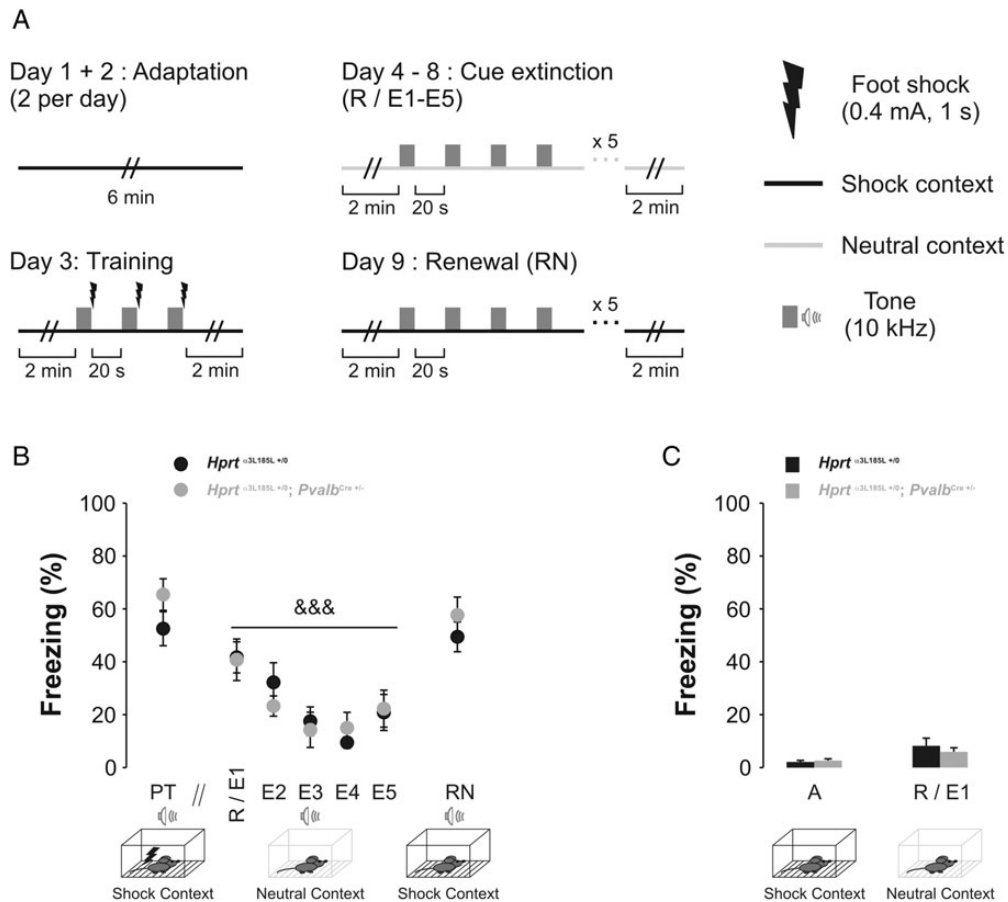 A
Day 1 + 2 : Adaptation
(2 per day)
6 min
Day 3: Training
2 min
20 s
2 min
Day 4 - 8 : Cue extinction
(R / E1-E5)
x 5
2 min
20 s
2 min
Day 9 : Renewal (RN)
x 5
2 min
20 s
2 min
Foot shock
(0.4 mA, 1 s)
Shock context
Neutral context
Tone
(10 kHz)
B
Hprt α3L185L +/0
Hprt α3L185L +/0; Pvalb Cre +/-
Freezing (%)
100
80
60
40
20
0
&&&
PT
//
R / E1
E2
E3
E4
E5
RN
Shock Context
Neutral Context
Shock Context
C
Hprt α3L185L +/0
Hprt α3L185L +/0; Pvalb Cre +/-
Freezing (%)
100
80
60
40
20
0
A
R / E1
Shock Context
Neutral Context